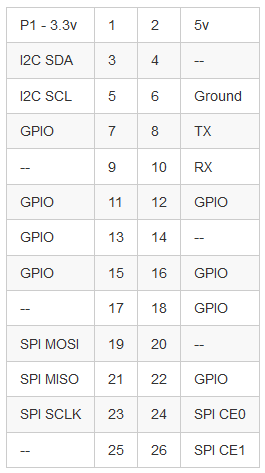 P1 - 3.3v 1 2 5v
I2C SDA 3 4 --
I2C SCL 5 6 Ground
GPIO 7 8 TX
-- 9 10 RX
GPIO 11 12 GPIO
GPIO 13 14 --
GPIO 15 16 GPIO
-- 17 18 GPIO
SPI MOSI 19 20 --
SPI MISO 21 22 GPIO
SPI SCLK 23 24 SPI CE0
-- 25 26 SPI CE1